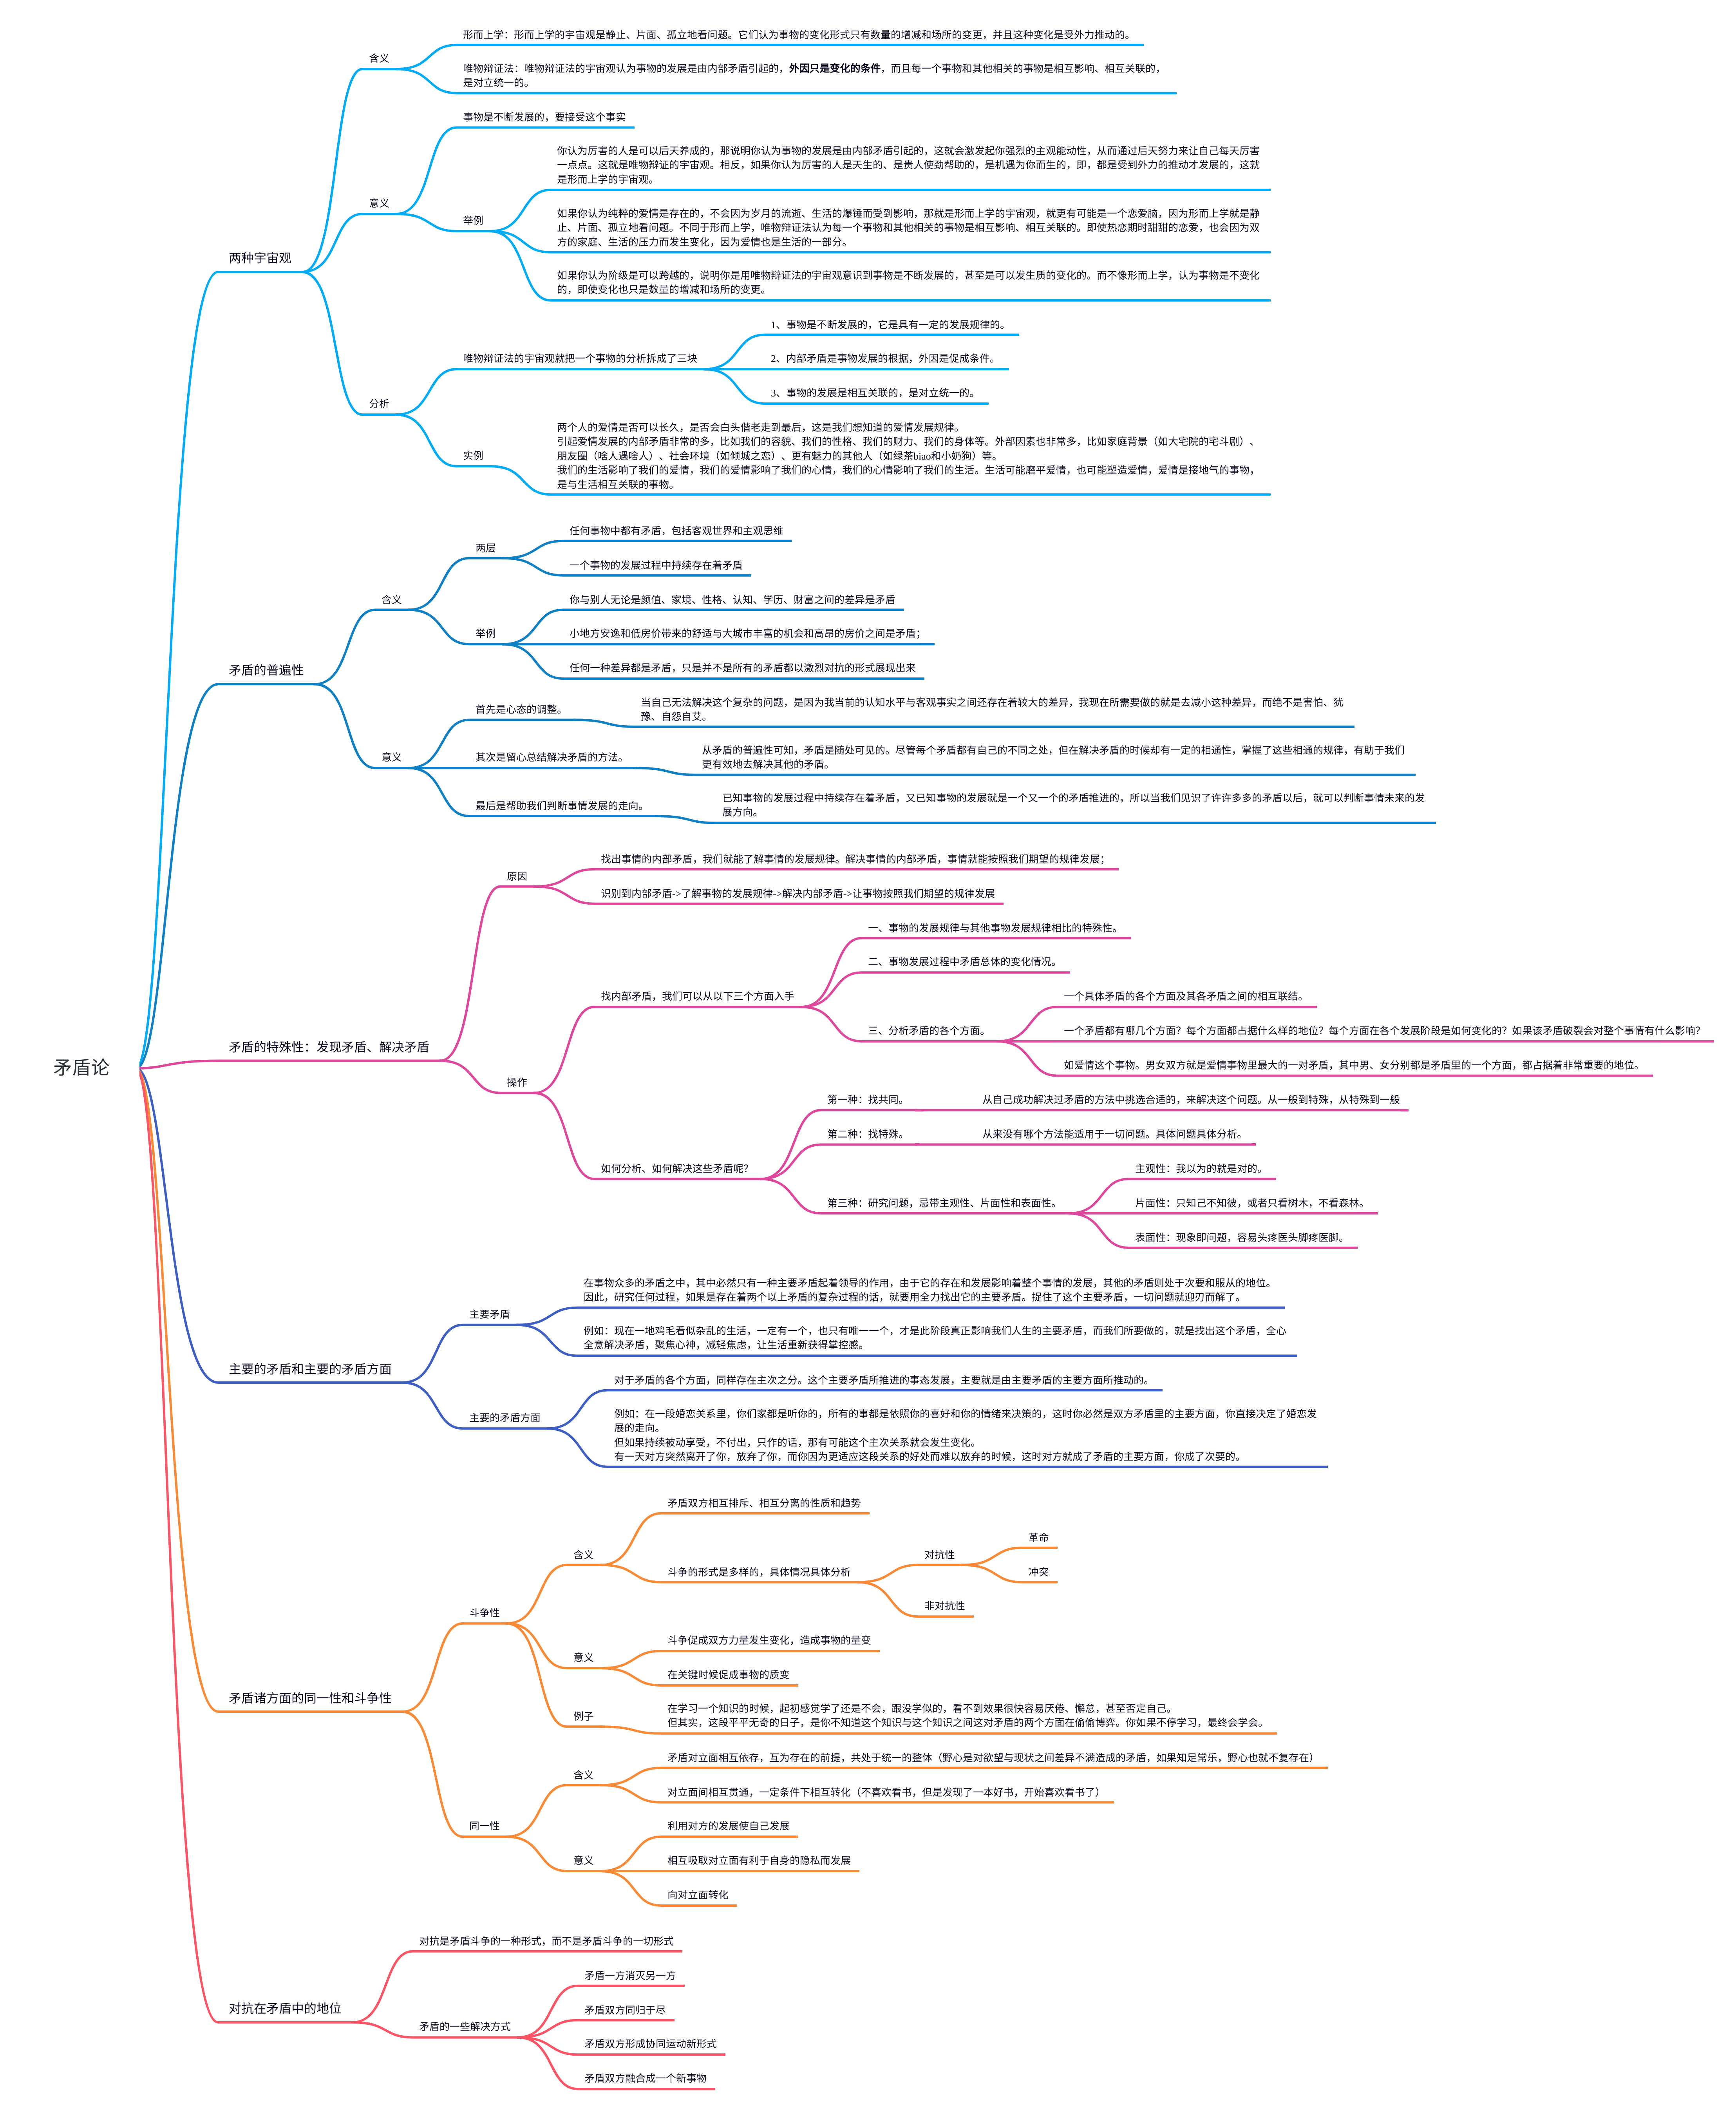 矛盾论
两种宇宙观
含义
形而上学：形而上学的宇宙观是静止、片面、孤立地看问题。它们认为事物的变化形式只有数量的增减和场所的变更，并且这种变化是受外力推动的。
唯物辩证法：唯物辩证法的宇宙观认为事物的发展是由内部矛盾引起的，外因只是变化的条件，而且每一个事物和其他相关的事物是相互影响、相互关联的，
是对立统一的。
意义
事物是不断发展的，要接受这个事实
举例
你认为厉害的人是可以后天养成的，那说明你认为事物的发展是由内部矛盾引起的，这就会激发起你强烈的主观能动性，从而通过后天努力来让自己每天厉害
一点点。这就是唯物辩证的宇宙观。相反，如果你认为厉害的人是天生的、是贵人使劲帮助的，是机遇为你而生的，即，都是受到外力的推动才发展的，这就
是形而上学的宇宙观。
如果你认为纯粹的爱情是存在的，不会因为岁月的流逝、生活的爆锤而受到影响，那就是形而上学的宇宙观，就更有可能是一个恋爱脑，因为形而上学就是静
止、片面、孤立地看问题。不同于形而上学，唯物辩证法认为每一个事物和其他相关的事物是相互影响、相互关联的。即使热恋期时甜甜的恋爱，也会因为双
方的家庭、生活的压力而发生变化，因为爱情也是生活的一部分。
如果你认为阶级是可以跨越的，说明你是用唯物辩证法的宇宙观意识到事物是不断发展的，甚至是可以发生质的变化的。而不像形而上学，认为事物是不变化
的，即使变化也只是数量的增减和场所的变更。
分析
唯物辩证法的宇宙观就把一个事物的分析拆成了三块
1、事物是不断发展的，它是具有一定的发展规律的。
2、内部矛盾是事物发展的根据，外因是促成条件。
3、事物的发展是相互关联的，是对立统一的。
实例
两个人的爱情是否可以长久，是否会白头偕老走到最后，这是我们想知道的爱情发展规律。
引起爱情发展的内部矛盾非常的多，比如我们的容貌、我们的性格、我们的财力、我们的身体等。外部因素也非常多，比如家庭背景（如大宅院的宅斗剧）、
朋友圈（啥人遇啥人）、社会环境（如倾城之恋）、更有魅力的其他人（如绿茶biao和小奶狗）等。
我们的生活影响了我们的爱情，我们的爱情影响了我们的心情，我们的心情影响了我们的生活。生活可能磨平爱情，也可能塑造爱情，爱情是接地气的事物，
是与生活相互关联的事物。
矛盾的普遍性
含义
两层
任何事物中都有矛盾，包括客观世界和主观思维
一个事物的发展过程中持续存在着矛盾
举例
你与别人无论是颜值、家境、性格、认知、学历、财富之间的差异是矛盾
小地方安逸和低房价带来的舒适与大城市丰富的机会和高昂的房价之间是矛盾；
任何一种差异都是矛盾，只是并不是所有的矛盾都以激烈对抗的形式展现出来
意义
首先是心态的调整。
当自己无法解决这个复杂的问题，是因为我当前的认知水平与客观事实之间还存在着较大的差异，我现在所需要做的就是去减小这种差异，而绝不是害怕、犹
豫、自怨自艾。
其次是留心总结解决矛盾的方法。
从矛盾的普遍性可知，矛盾是随处可见的。尽管每个矛盾都有自己的不同之处，但在解决矛盾的时候却有一定的相通性，掌握了这些相通的规律，有助于我们
更有效地去解决其他的矛盾。
最后是帮助我们判断事情发展的走向。
已知事物的发展过程中持续存在着矛盾，又已知事物的发展就是一个又一个的矛盾推进的，所以当我们见识了许许多多的矛盾以后，就可以判断事情未来的发
展方向。
矛盾的特殊性：发现矛盾、解决矛盾
原因
找出事情的内部矛盾，我们就能了解事情的发展规律。解决事情的内部矛盾，事情就能按照我们期望的规律发展；
识别到内部矛盾->了解事物的发展规律->解决内部矛盾->让事物按照我们期望的规律发展
操作
找内部矛盾，我们可以从以下三个方面入手
一、事物的发展规律与其他事物发展规律相比的特殊性。
二、事物发展过程中矛盾总体的变化情况。
三、分析矛盾的各个方面。
一个具体矛盾的各个方面及其各矛盾之间的相互联结。
一个矛盾都有哪几个方面？每个方面都占据什么样的地位？每个方面在各个发展阶段是如何变化的？如果该矛盾破裂会对整个事情有什么影响？
如爱情这个事物。男女双方就是爱情事物里最大的一对矛盾，其中男、女分别都是矛盾里的一个方面，都占据着非常重要的地位。
如何分析、如何解决这些矛盾呢？
第一种：找共同。
从自己成功解决过矛盾的方法中挑选合适的，来解决这个问题。从一般到特殊，从特殊到一般
第二种：找特殊。
从来没有哪个方法能适用于一切问题。具体问题具体分析。
第三种：研究问题，忌带主观性、片面性和表面性。
主观性：我以为的就是对的。
片面性：只知己不知彼，或者只看树木，不看森林。
表面性：现象即问题，容易头疼医头脚疼医脚。
主要的矛盾和主要的矛盾方面
主要矛盾
在事物众多的矛盾之中，其中必然只有一种主要矛盾起着领导的作用，由于它的存在和发展影响着整个事情的发展，其他的矛盾则处于次要和服从的地位。
因此，研究任何过程，如果是存在着两个以上矛盾的复杂过程的话，就要用全力找出它的主要矛盾。捉住了这个主要矛盾，一切问题就迎刃而解了。
例如：现在一地鸡毛看似杂乱的生活，一定有一个，也只有唯一一个，才是此阶段真正影响我们人生的主要矛盾，而我们所要做的，就是找出这个矛盾，全心
全意解决矛盾，聚焦心神，减轻焦虑，让生活重新获得掌控感。
主要的矛盾方面
对于矛盾的各个方面，同样存在主次之分。这个主要矛盾所推进的事态发展，主要就是由主要矛盾的主要方面所推动的。
例如：在一段婚恋关系里，你们家都是听你的，所有的事都是依照你的喜好和你的情绪来决策的，这时你必然是双方矛盾里的主要方面，你直接决定了婚恋发
展的走向。
但如果持续被动享受，不付出，只作的话，那有可能这个主次关系就会发生变化。
有一天对方突然离开了你，放弃了你，而你因为更适应这段关系的好处而难以放弃的时候，这时对方就成了矛盾的主要方面，你成了次要的。
矛盾诸方面的同一性和斗争性
斗争性
含义
矛盾双方相互排斥、相互分离的性质和趋势
斗争的形式是多样的，具体情况具体分析
对抗性
革命
冲突
非对抗性
意义
斗争促成双方力量发生变化，造成事物的量变
在关键时候促成事物的质变
例子
在学习一个知识的时候，起初感觉学了还是不会，跟没学似的，看不到效果很快容易厌倦、懈怠，甚至否定自己。
但其实，这段平平无奇的日子，是你不知道这个知识与这个知识之间这对矛盾的两个方面在偷偷博弈。你如果不停学习，最终会学会。
同一性
含义
矛盾对立面相互依存，互为存在的前提，共处于统一的整体（野心是对欲望与现状之间差异不满造成的矛盾，如果知足常乐，野心也就不复存在）
对立面间相互贯通，一定条件下相互转化（不喜欢看书，但是发现了一本好书，开始喜欢看书了）
意义
利用对方的发展使自己发展
相互吸取对立面有利于自身的隐私而发展
向对立面转化
对抗在矛盾中的地位
对抗是矛盾斗争的一种形式，而不是矛盾斗争的一切形式
矛盾的一些解决方式
矛盾一方消灭另一方
矛盾双方同归于尽
矛盾双方形成协同运动新形式
矛盾双方融合成一个新事物